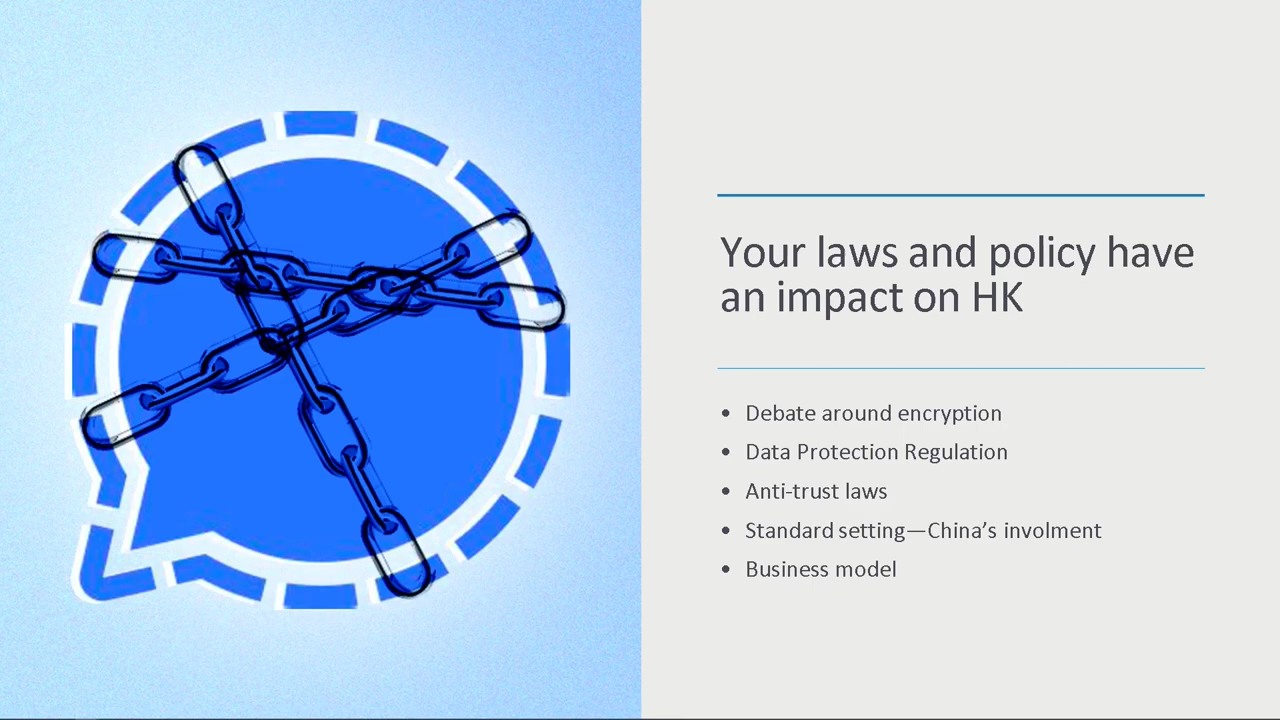 Your laws and policy have
an impact on HK
• Debate around encryption
• Data Protection Regulation
• Anti-trust laws
• Standard setting—China’s involment
• Business model